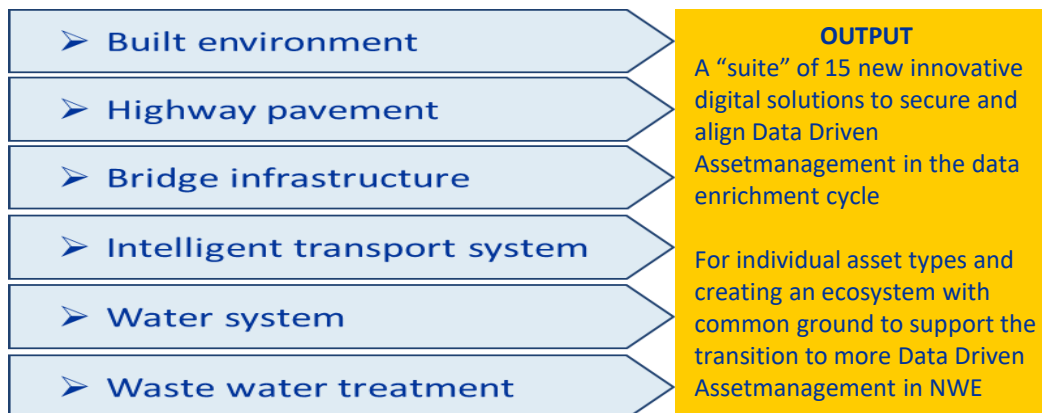 ➢ Built environment
➢ Highway pavement
➢ Bridge infrastructure
➢ Intelligent transport system
➢ Water system
➢ Waste water treatment
OUTPUT
A “suite” of 15 new innovative
digital solutions to secure and
align Data Driven
Assetmanagement in the data
enrichment cycle
For individual asset types and
creating an ecosystem with
common ground to support the
transition to more Data Driven
Assetmanagement in NWE